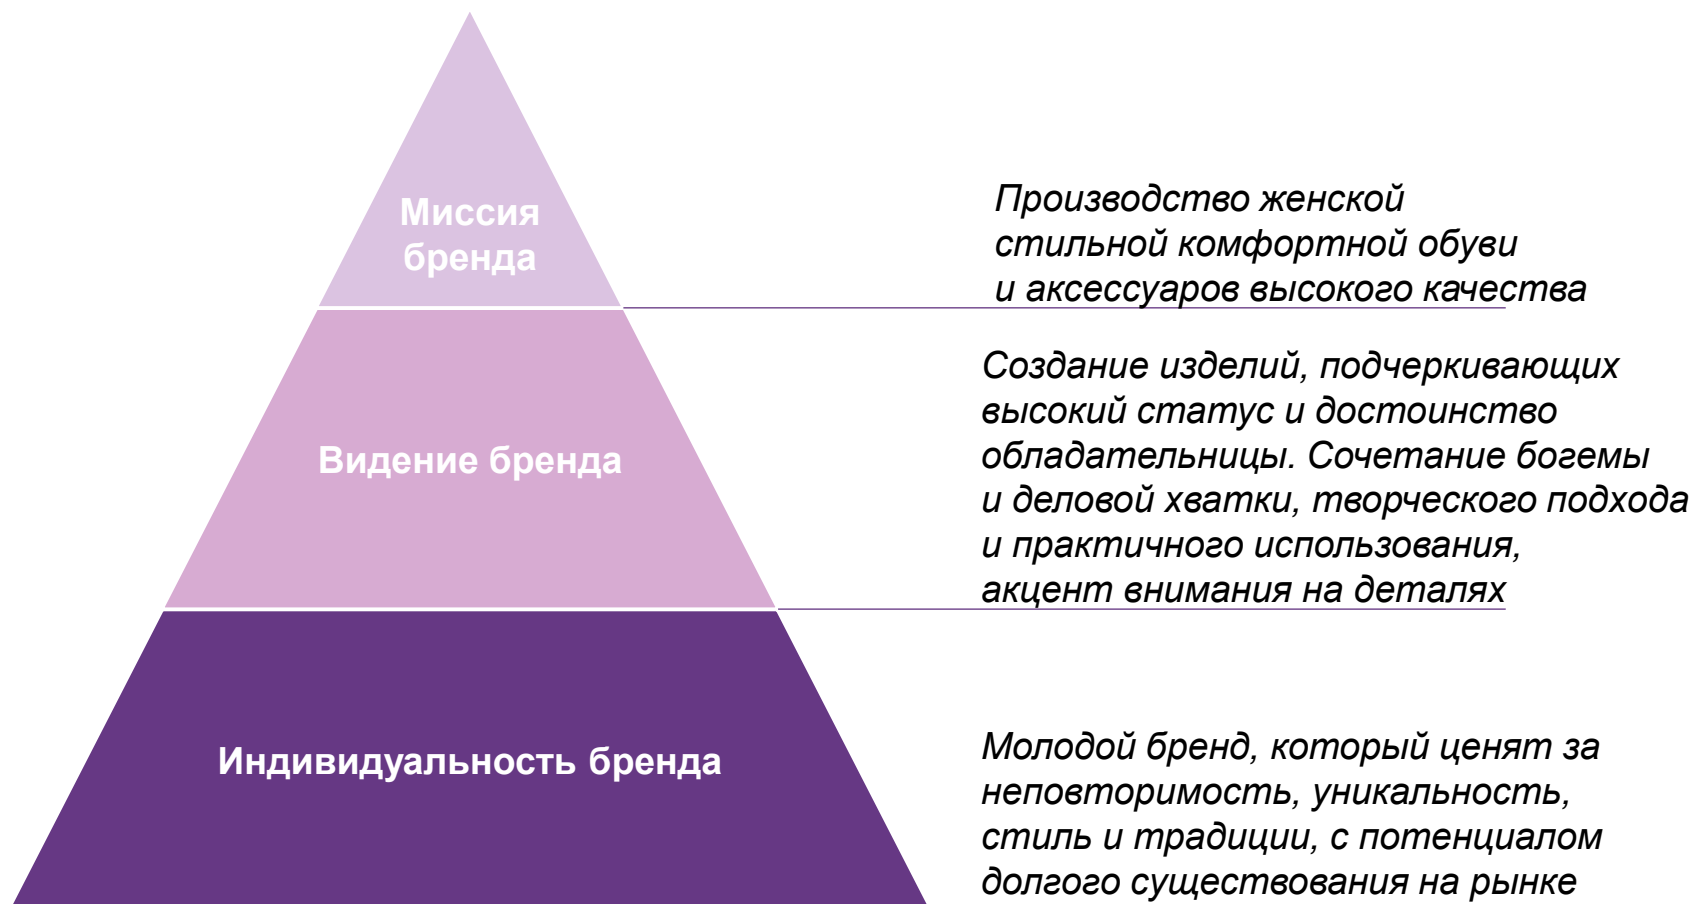 Миссия
бренда
Производство женской
стильной комфортной обуви
и аксессуаров высокого качества
Видение бренда
Создание изделий, подчеркивающих
высокий статус и достоинство
обладательницы. Сочетание богемы
и деловой хватки, творческого подхода
и практичного использования,
акцент внимания на деталях
Индивидуальность бренда
Молодой бренд, который ценят за
неповторимость, уникальность,
стиль и традиции, с потенциалом
долгого существования на рынке